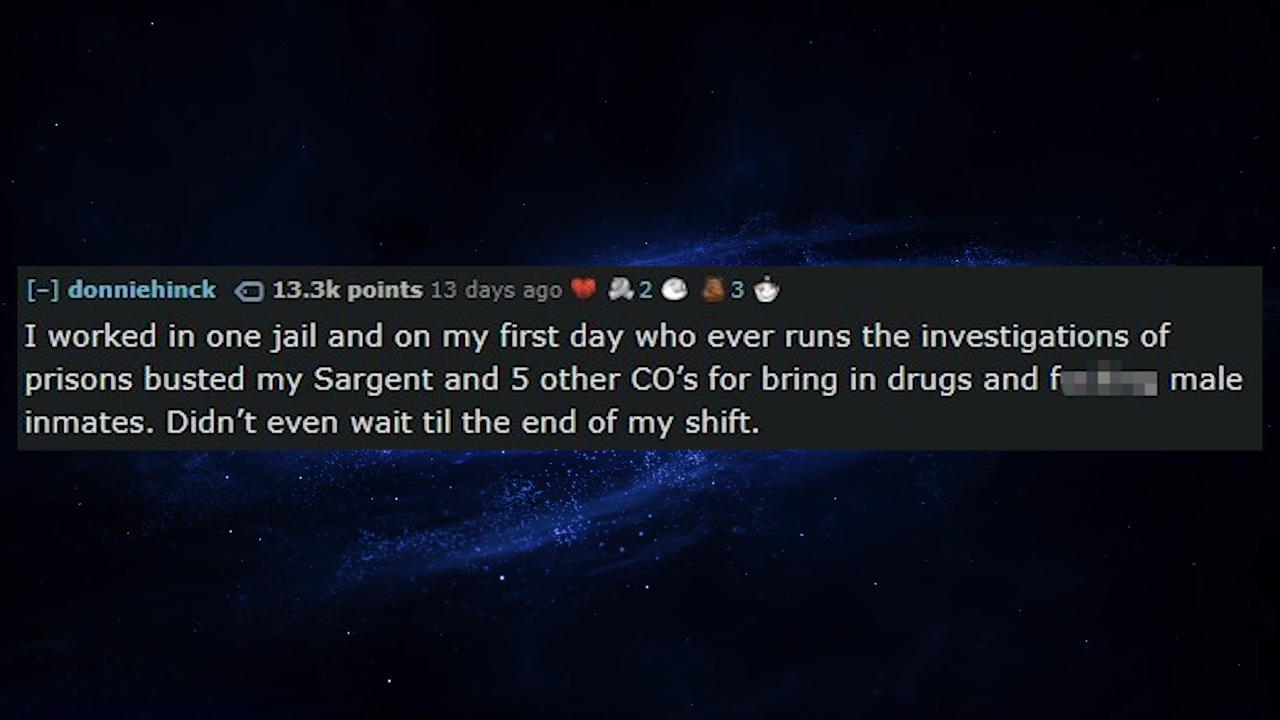 [–] donniehinck 13.3k points 13 days ago 2 3
I worked in one jail and on my first day who ever runs the investigations of
prisons busted my Sargent and 5 other CO’s for bring in drugs and male
inmates. Didn’t even wait til the end of my shift.